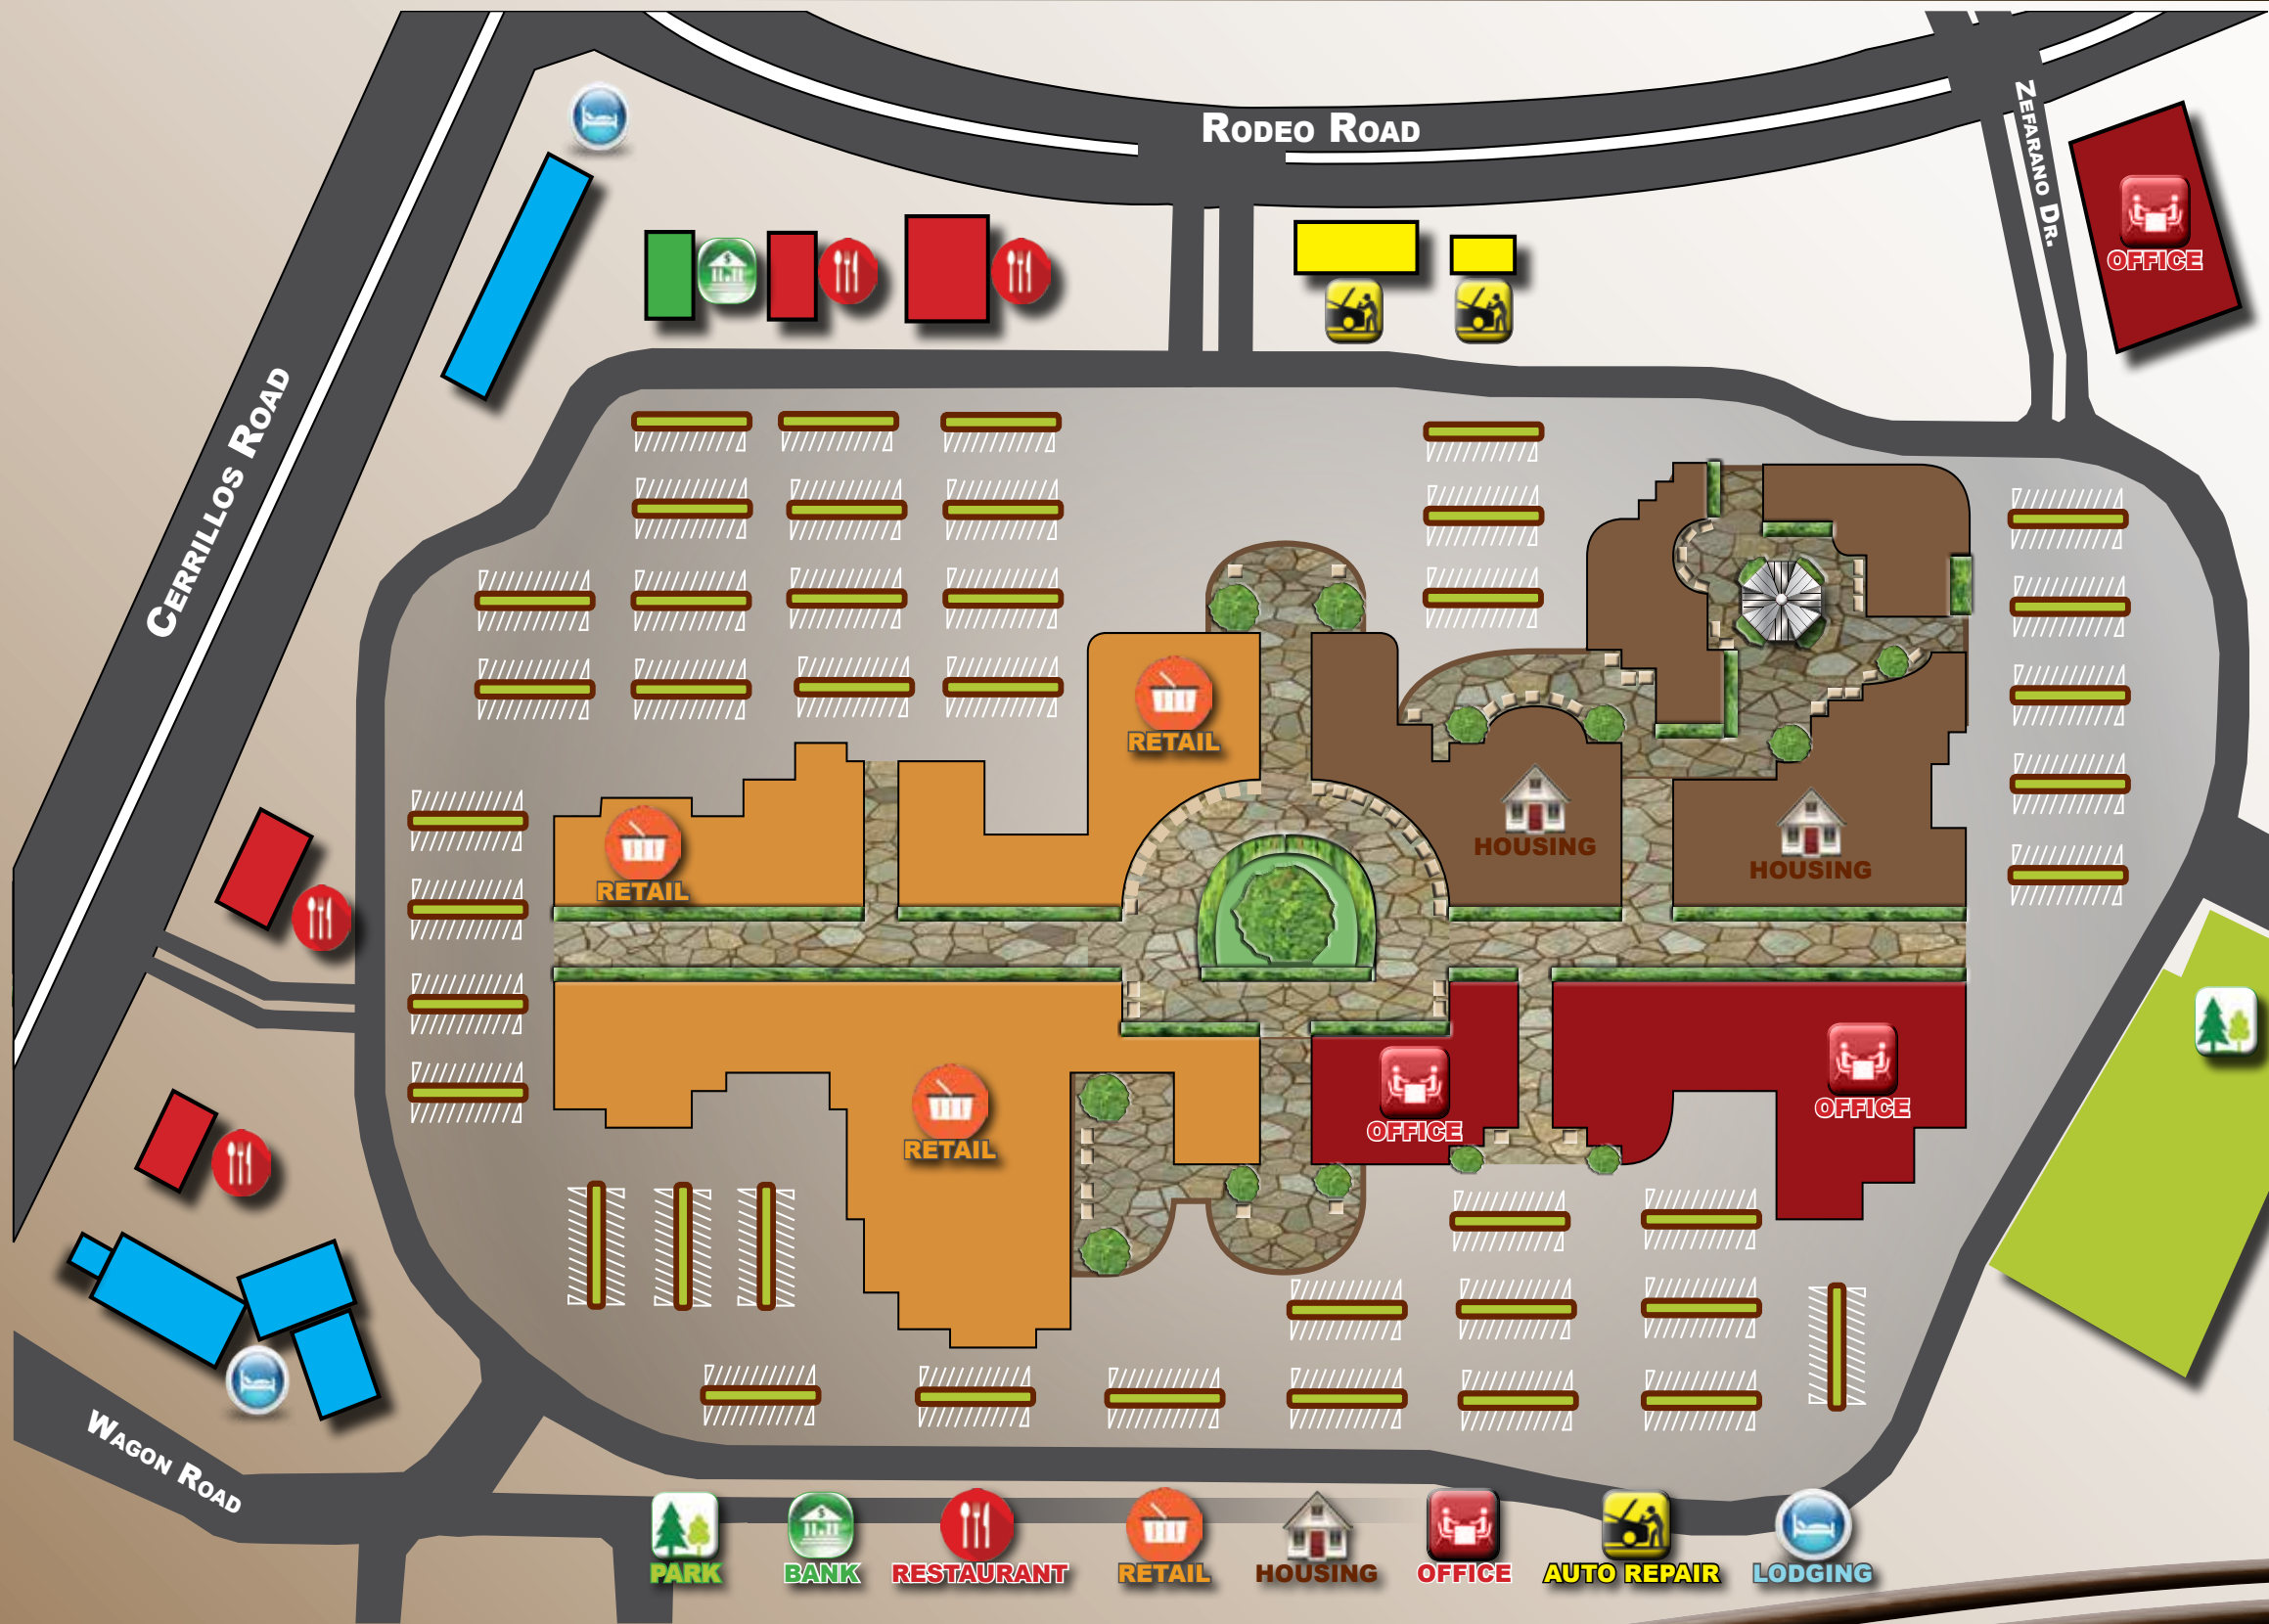 RODEO ROAD
ZEFARANO DR.
OFFICE
CERRILLOS ROAD
RETAIL
RETAIL
HOUSING
HOUSING
RETAIL
OFFICE
OFFICE
WAGON ROAD
PARK
BANK
RESTAURANT
RETAIL
HOUSING
OFFICE
AUTO REPAIR
LODGING